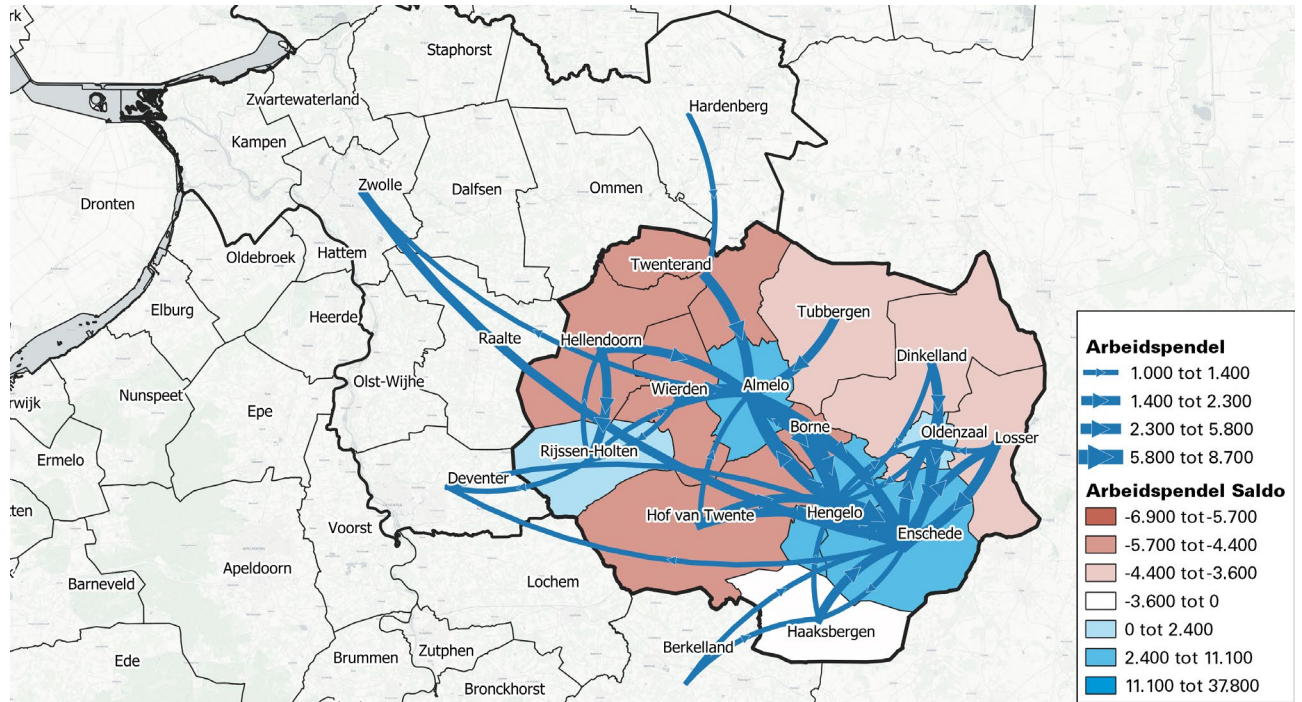 rk
Staphorst
Zwartewaterland
Hardenberg
Kampen
Zwolle
Dalfsen
Ommen
Dronten
Oldebroek
Hattem
Twenterand
Elburg
Heerde
Tubbergen
Raalte
Hellendoorn
Dinkelland
Olst-Wijhe
Wierden
Almelo
rwijk
Nunspeet
Epe
Borne
Oldenzaal
Losser
Ermelo
Rijssen-Holten
Deventer
tten
Voorst
Hof van Twente
Hengelo
Enschede
Barneveld
Apeldoorn
Lochem
Haaksbergen
Ede
Brummen
Zutphen
Berkelland
Bronckhorst
Arbeidspendel
1.000 tot 1.400
1.400 tot 2.300
2.300 tot 5.800
5.800 tot 8.700
Arbeidspendel Saldo
-6.900 tot -5.700
-5.700 tot -4.400
-4.400 tot -3.600
-3.600 tot 0
0 tot 2.400
2.400 tot 11.100
11.100 tot 37.800